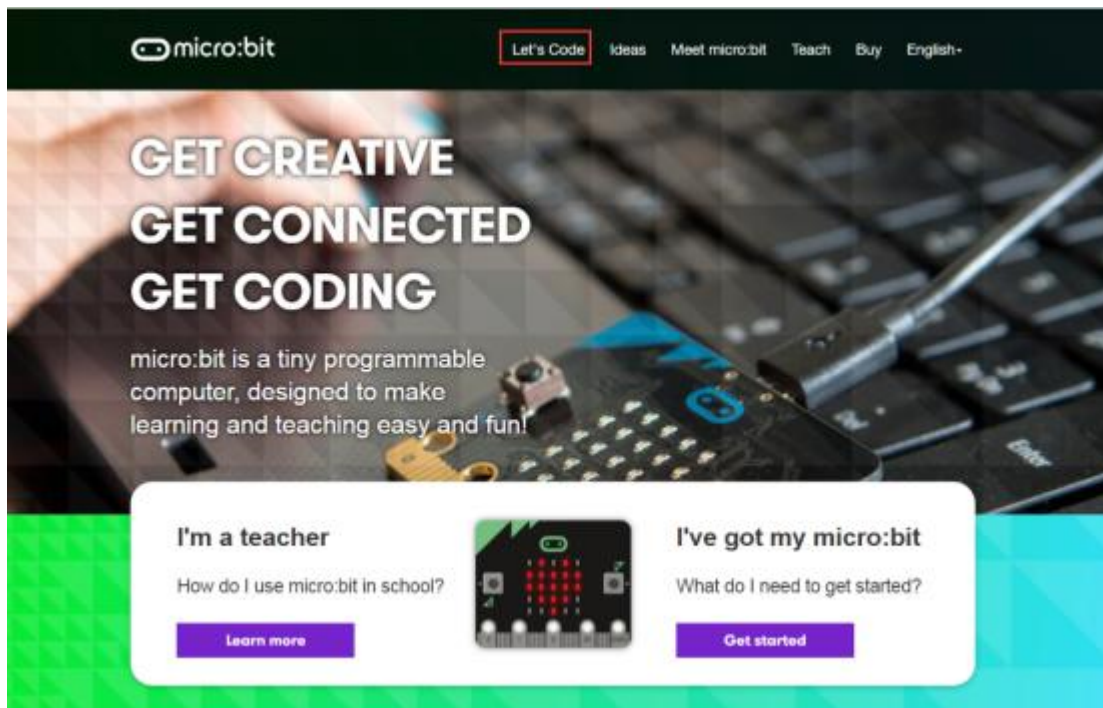 micro:bit
Let's Code Ideas Meet micro:bit Teach Buy English
GET CREATIVE
GET CONNECTED
GET CODING
micro:bit is a tiny programmable
computer, designed to make
learning and teaching easy and fun!
Enter
I'm a teacher
How do I use micro:bit in school?
Learn more
I've got my micro:bit
What do I need to get started?
Get started